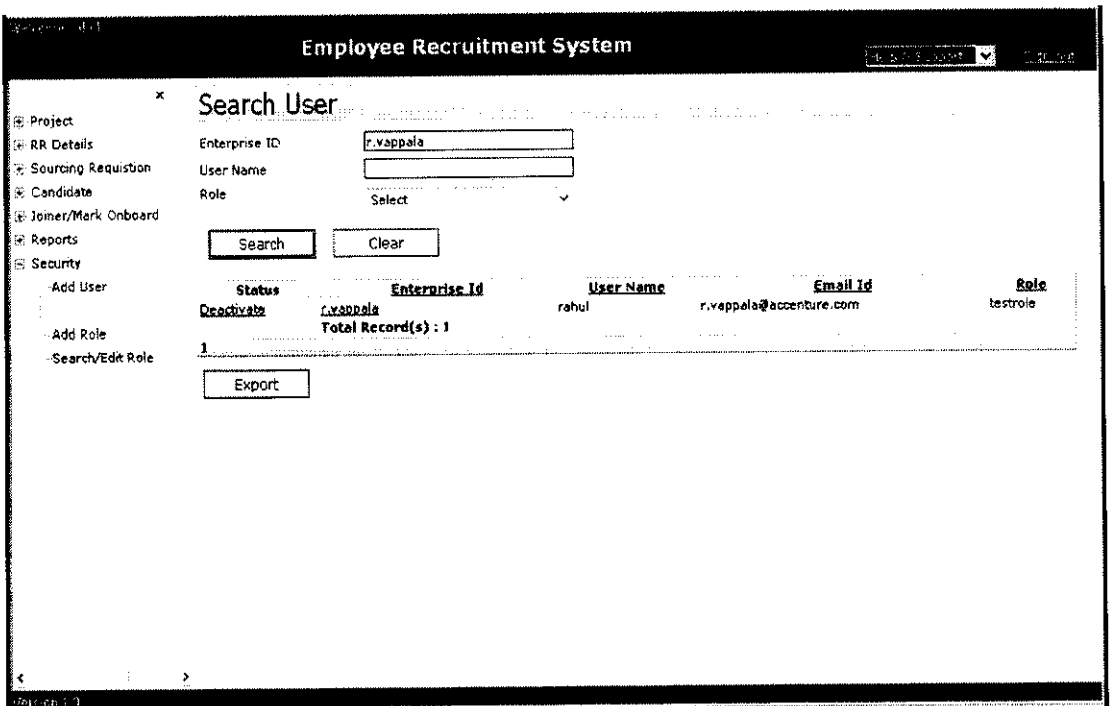 Employee Recruitment System
x
Search User
Project
RR Details
Sourcing Requistion
Candidate
Joiner/Mark Onboard
Reports
Security
Add User
Add Role
Search/Edit Role
Enterprise ID r.vappala
User Name
Role Select
Search Clear
Status Enterprise Id User Name Email Id Role
Deactivate r.vappala rahul r.vappala@accenture.com testrole
Total Record(s) : 1
1
Export